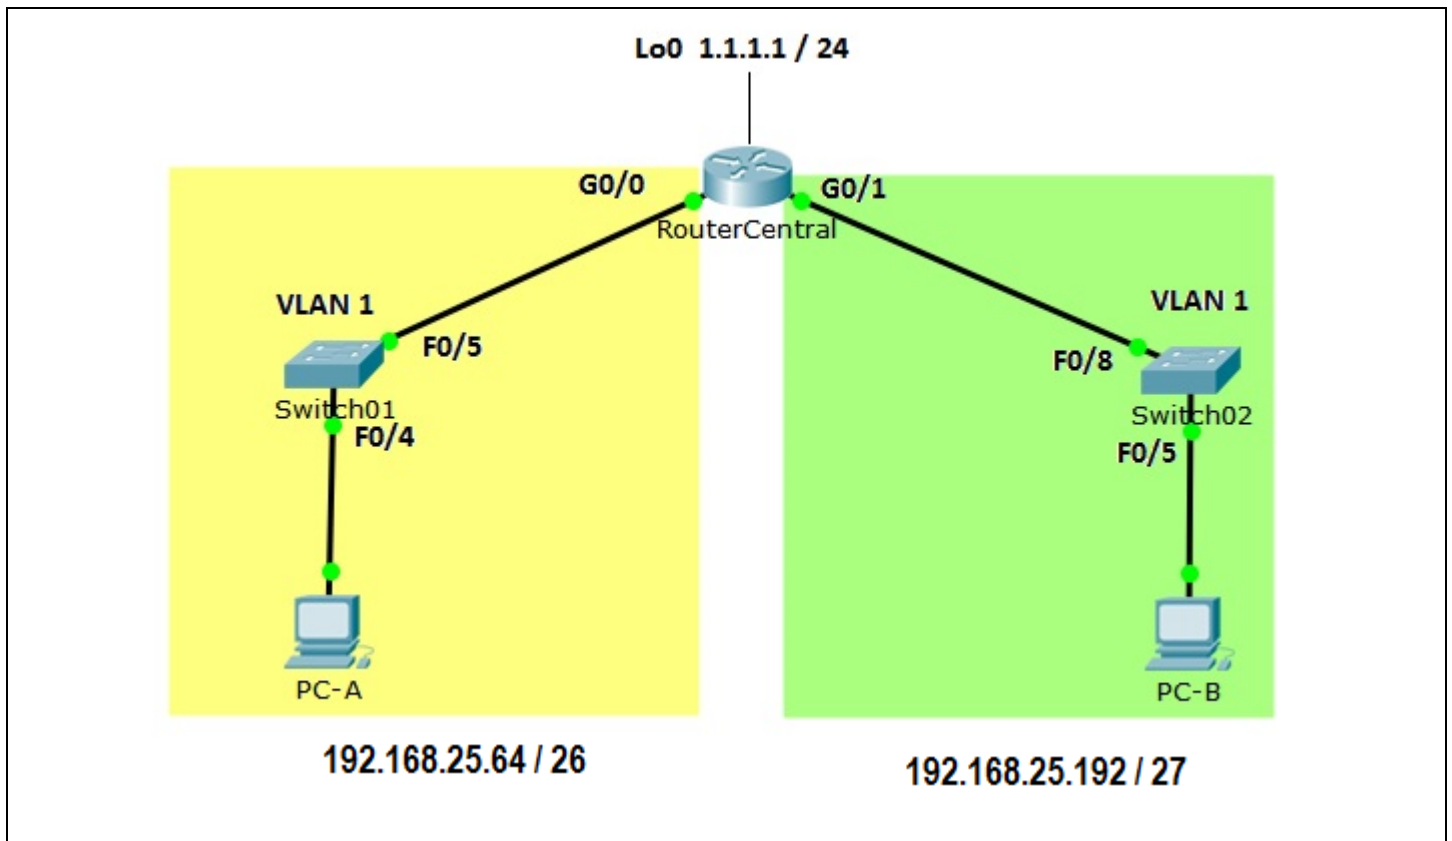 Lo0 1.1.1.1 / 24
G0/0
G0/1
RouterCentral
VLAN 1
VLAN 1
F0/5
F0/8
Switch01
Switch02
F0/4
F0/5
PC-A
PC-B
192.168.25.64 / 26
192.168.25.192 / 27